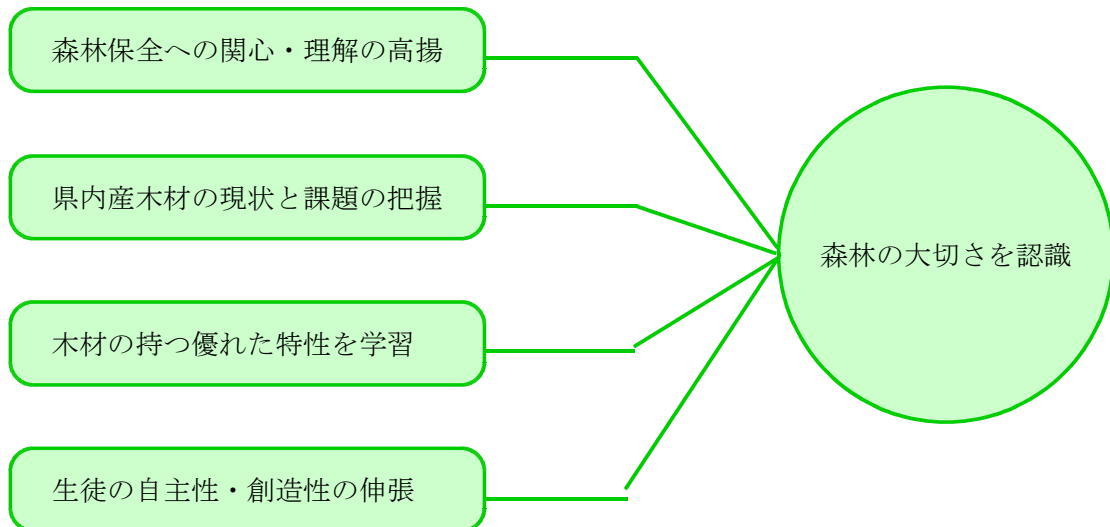 森林保全への関心・理解の高揚
県内産木材の現状と課題の把握
森林の大切さを認識
木材の持つ優れた特性を学習
生徒の自主性・創造性の伸張